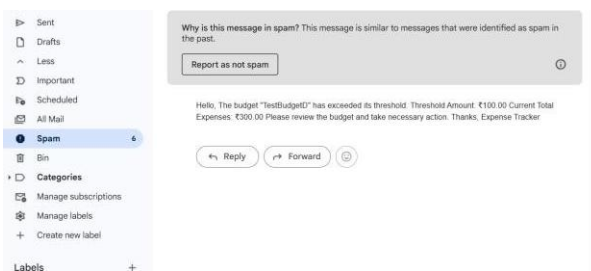 Sent
Drafts
Less
Important
Scheduled
All Mail
Spam 6
Bin
Categories
Manage subscriptions
Manage labels
Create new label
Labels +
Why is this message in spam? This message is similar to messages that were identified as spam in
the past.
Report as not spam
Hello, The budget "TestBudgetD" has exceeded its threshold. Threshold Amount: ₹100.00 Current Total
Expenses: ₹300.00 Please review the budget and take necessary action. Thanks, Expense Tracker
Reply
Forward